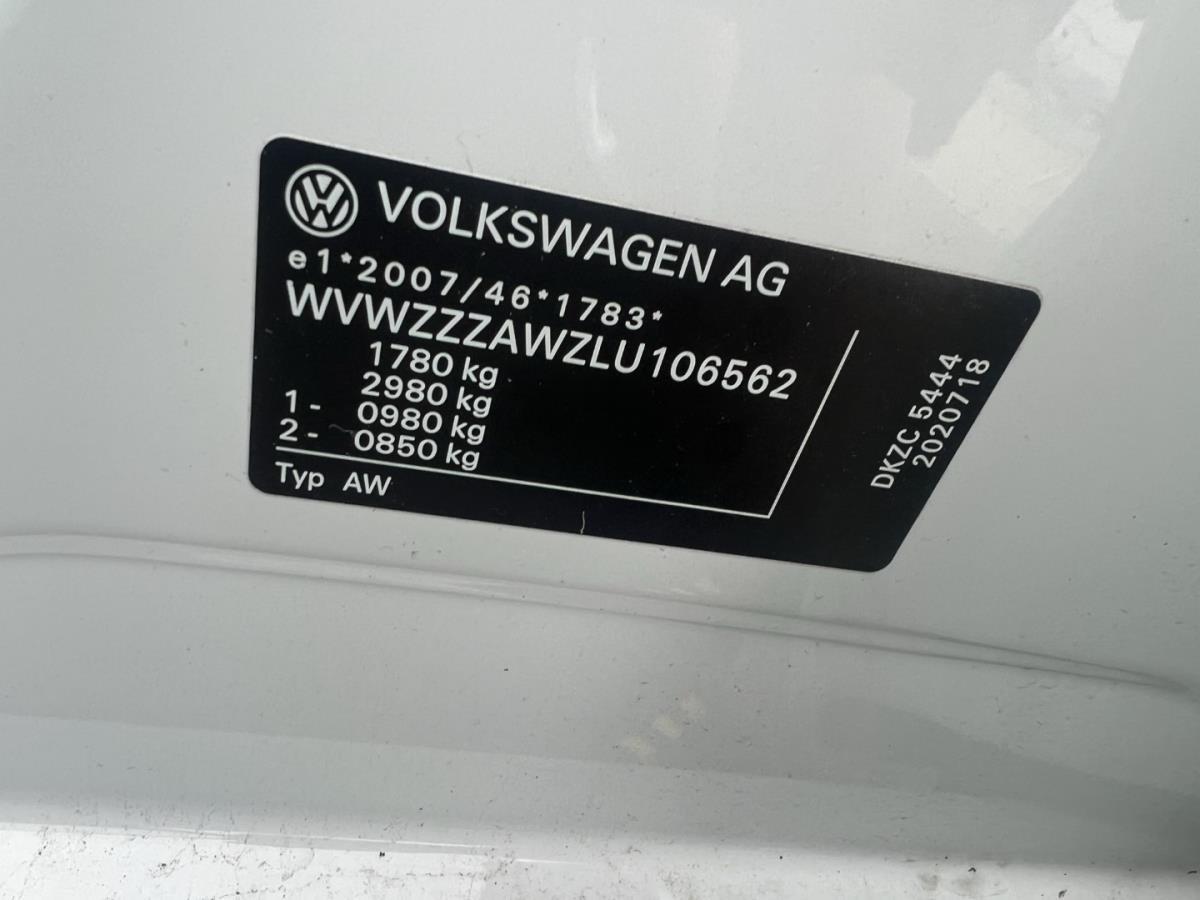 VOLKSWAGEN AG
e1*2007/46*1783*
WVWZZZAWZLU106562
1780 kg
2980 kg
1- 0980 kg
2- 0850 kg
Typ AW
DKZC 5444
2020718